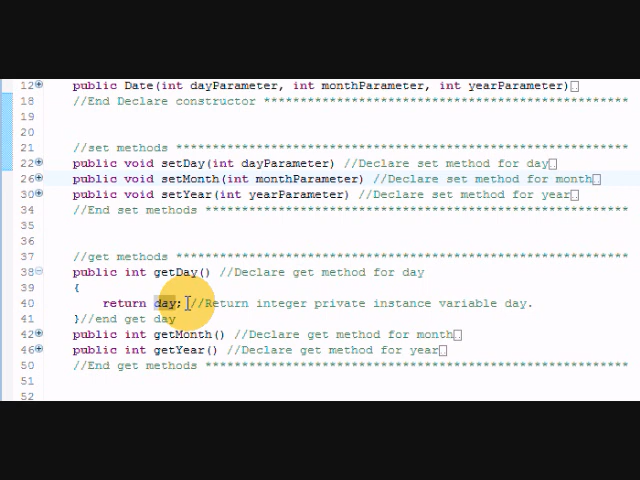 12 public Date(int dayParameter, int monthParameter, int yearParameter)
18 //End Declare constructor **************************************************
19
20
21 //set methods **************************************************************
22 public void setDay(int dayParameter) //Declare set method for day
26 public void setMonth(int monthParameter) //Declare set method for month
30 public void setYear(int yearParameter) //Declare set method for year
34 //End set methods **********************************************************
35
36
37 //get methods **************************************************************
38 public int getDay() //Declare get method for day
39 {
40 return day; //Return integer private instance variable day.
41 }//end get day
42 public int getMonth() //Declare get method for month
46 public int getYear() //Declare get method for year
50 //End get methods **********************************************************
51
52